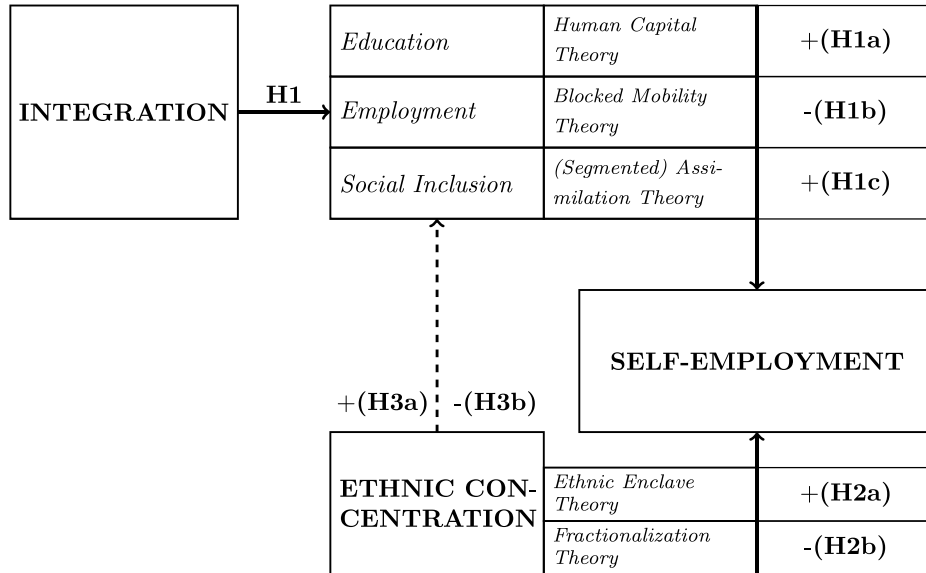 INTEGRATION
H1
Education
Human Capital
Theory
+(H1a)
Employment
Blocked Mobility
Theory
-(H1b)
Social Inclusion
(Segmented) Assi-
milation Theory
+(H1c)
SELF-EMPLOYMENT
+(H3a) -(H3b)
ETHNIC CON-
CENTRATION
Ethnic Enclave
Theory
+(H2a)
Fractionalization
Theory
-(H2b)